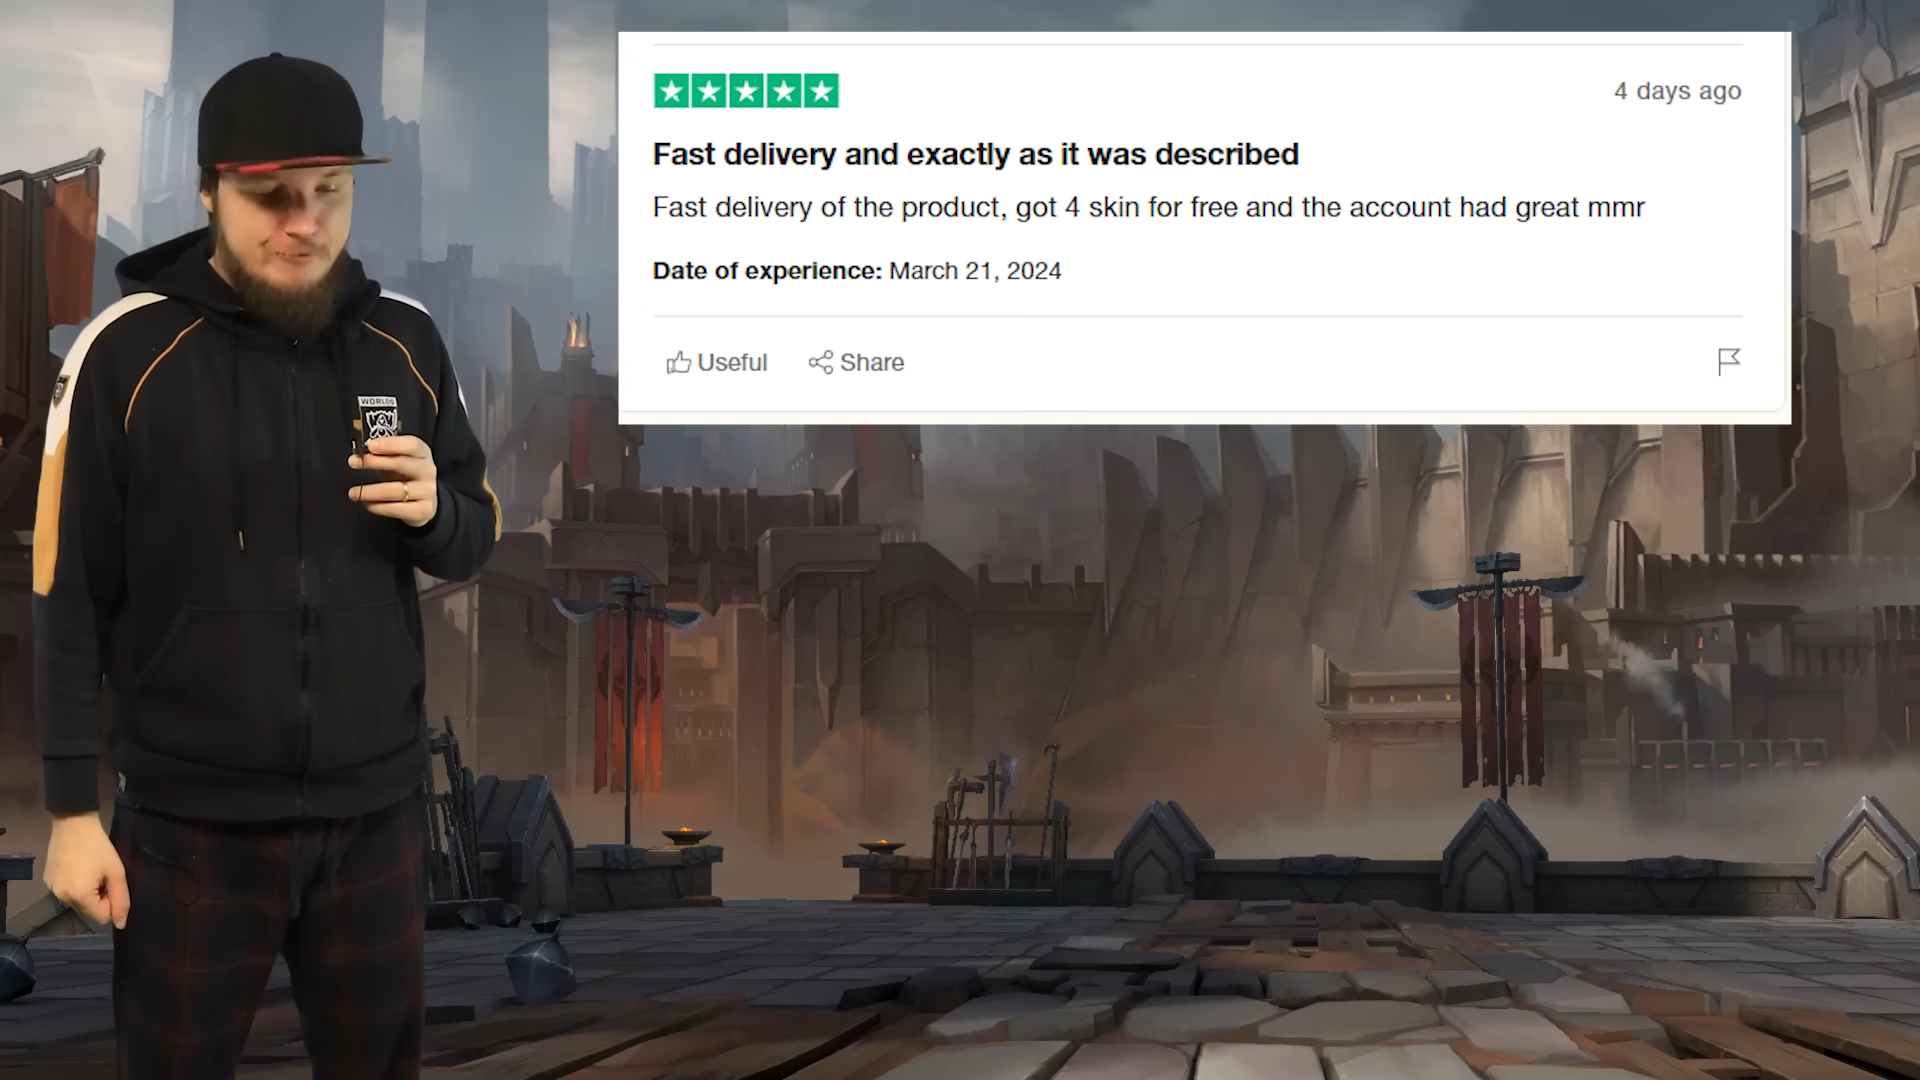 4 days ago
Fast delivery and exactly as it was described
Fast delivery of the product, got 4 skin for free and the account had great mmr
Date of experience: March 21, 2024
Useful Share
WORLDS